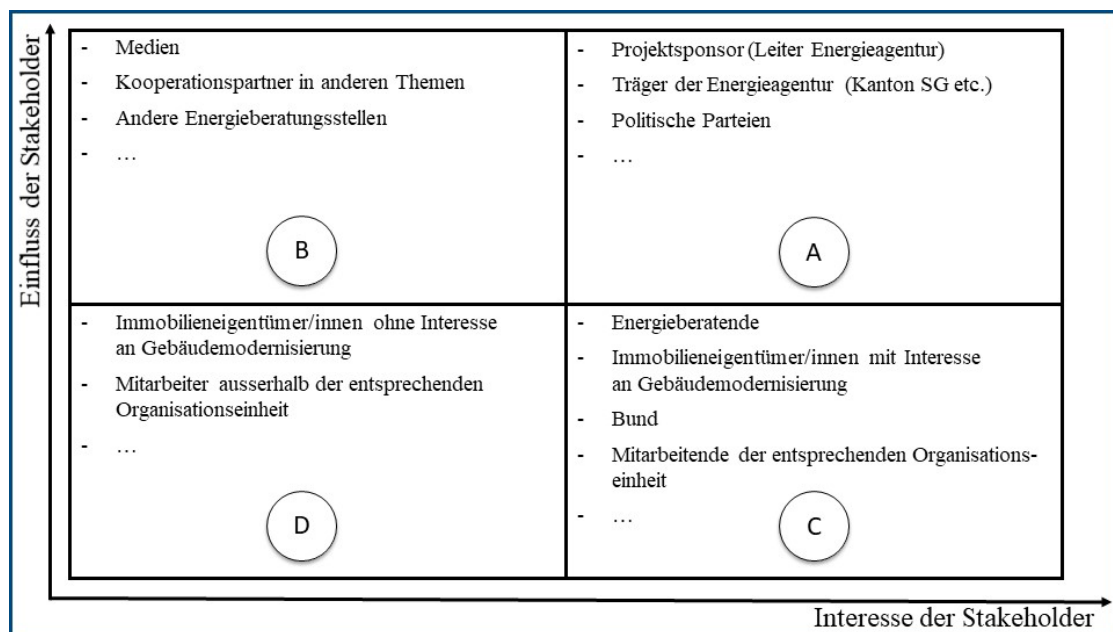 Einfluss der Stakeholder
- Medien
- Kooperationspartner in anderen Themen
- Andere Energieberatungsstellen
- …
B
- Projektsponsor (Leiter Energieagentur)
- Träger der Energieagentur (Kanton SG etc.)
- Politische Parteien
- …
A
- Immobilieneigentümer/innen ohne Interesse
an Gebäudemodernisierung
- Mitarbeiter ausserhalb der entsprechenden
Organisationseinheit
- …
D
- Energieberatende
- Immobilieneigentümer/innen mit Interesse
an Gebäudemodernisierung
- Bund
- Mitarbeitende der entsprechenden Organisations-
einheit
- …
C
Interesse der Stakeholder